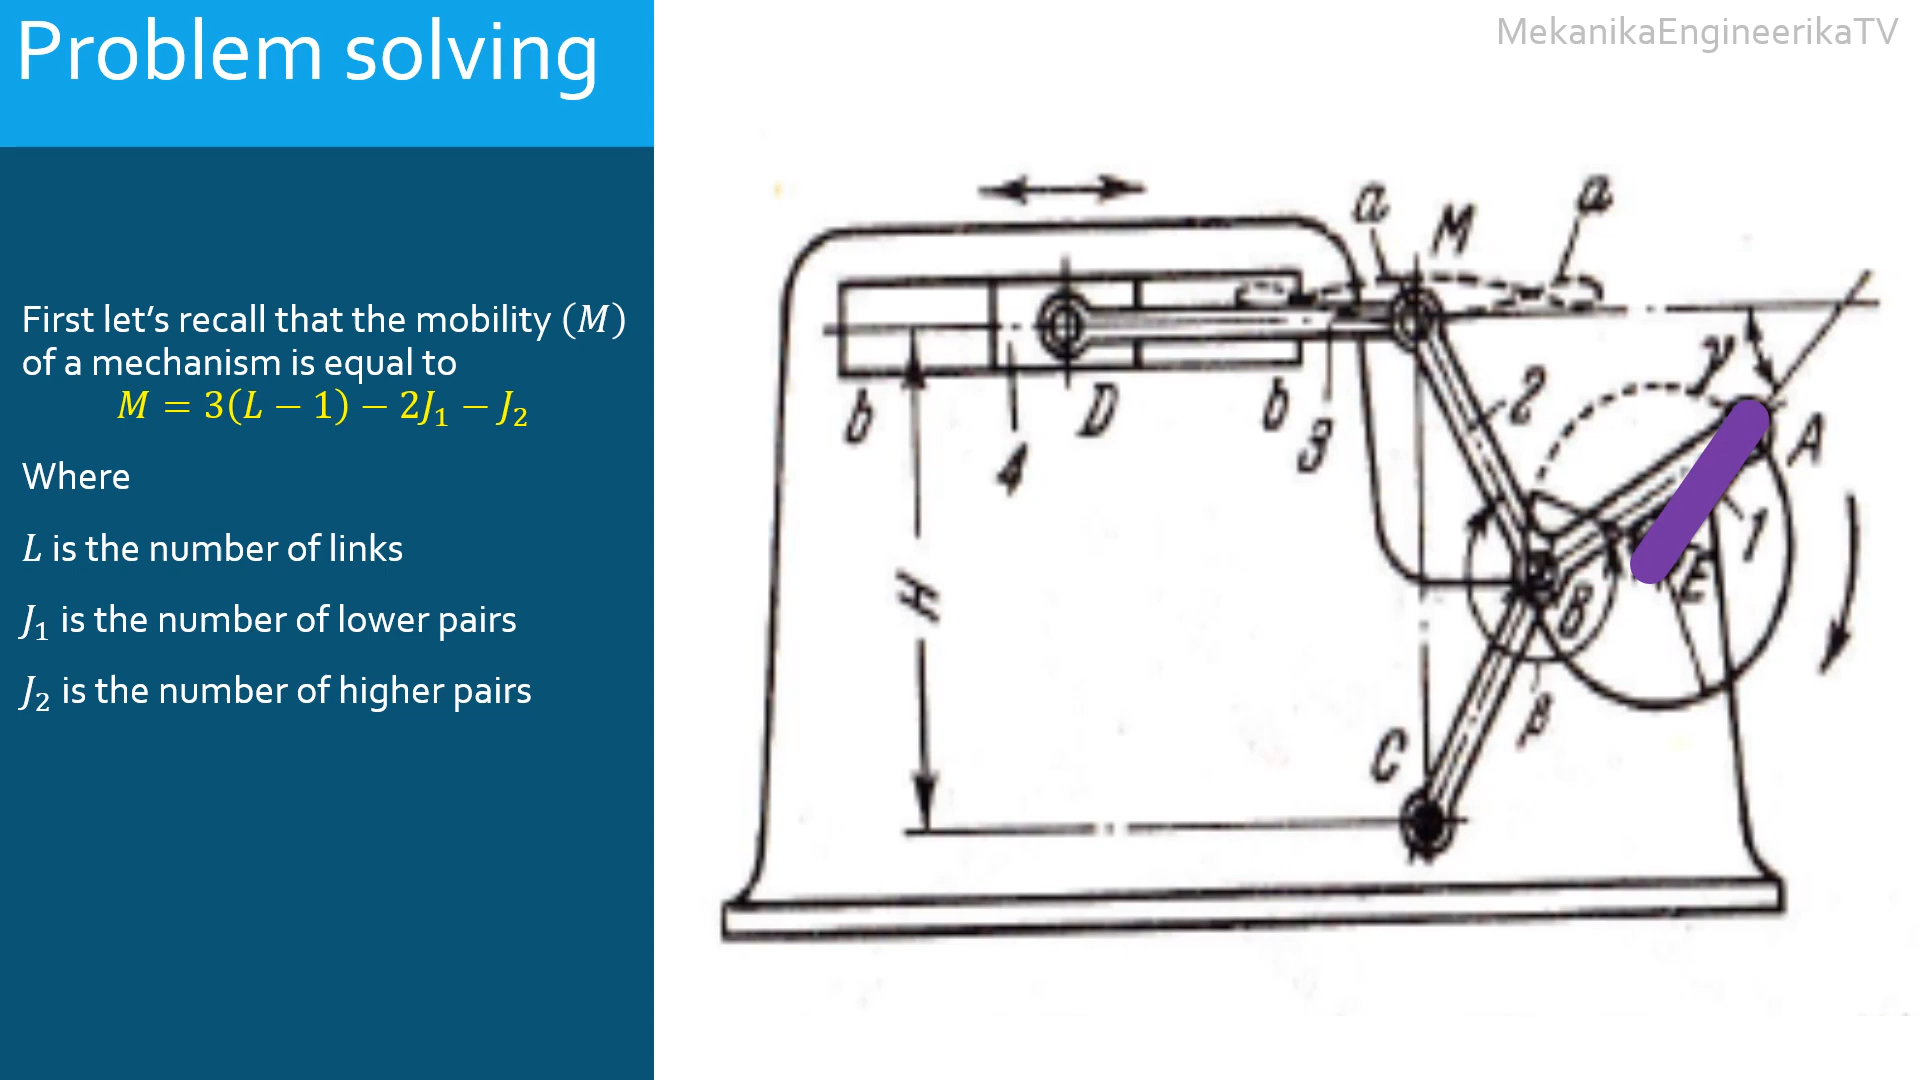 Problem solving
MekanikaEngineerikaTV
First let's recall that the mobility (M)
of a mechanism is equal to
M = 3(L − 1) − 2J₁ − J₂
Where
L is the number of links
J₁ is the number of lower pairs
J₂ is the number of higher pairs
a
a
M
γ
2
b
D
b
3
4
A
1
H
B
E
β
C